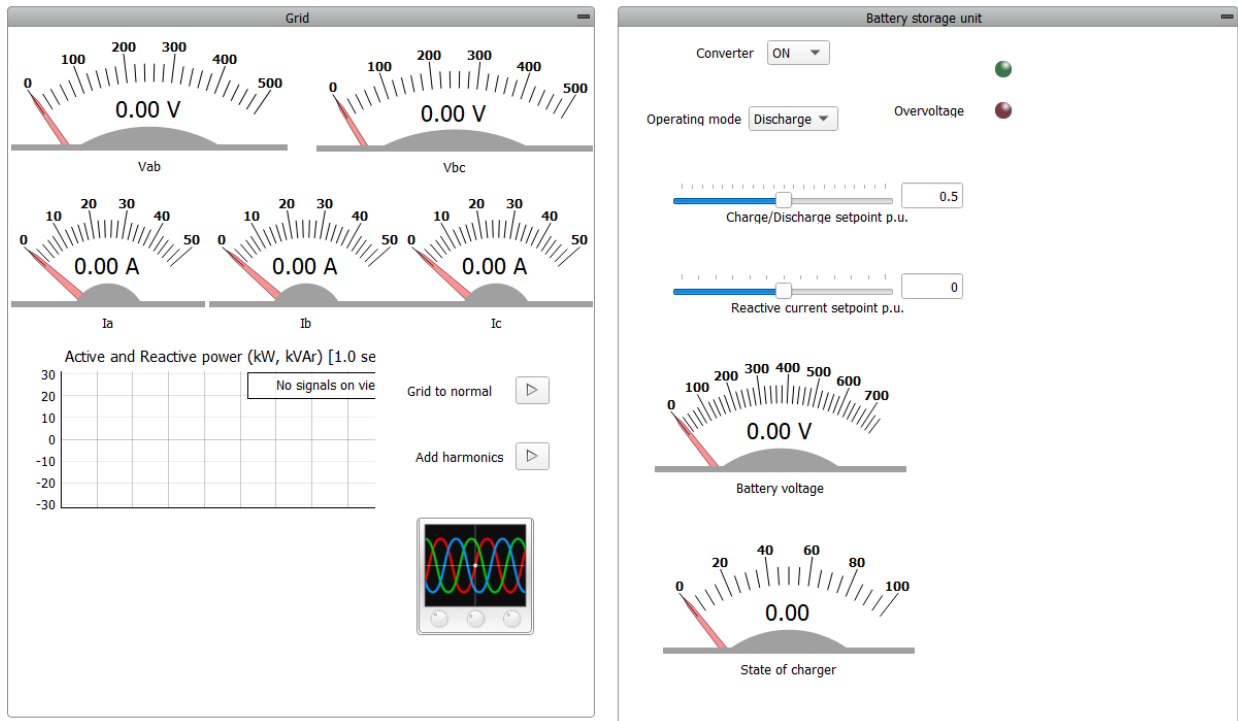 Grid
0 100 200 300 400 500
0.00 V
Vab
0 100 200 300 400 500
0.00 V
Vbc
0 10 20 30 40 50
0.00 A
Ia
0 10 20 30 40 50
0.00 A
Ib
0 10 20 30 40 50
0.00 A
Ic
Active and Reactive power (kW, kVAr) [1.0 se
No signals on vie
30
20
10
0
-10
-20
-30
Grid to normal
Add harmonics
Battery storage unit
Converter ON
Operating mode Discharge
Overvoltage
0.5
Charge/Discharge setpoint p.u.
0
Reactive current setpoint p.u.
0 100 200 300 400 500 600 700
0.00 V
Battery voltage
0 20 40 60 80 100
0.00
State of charger